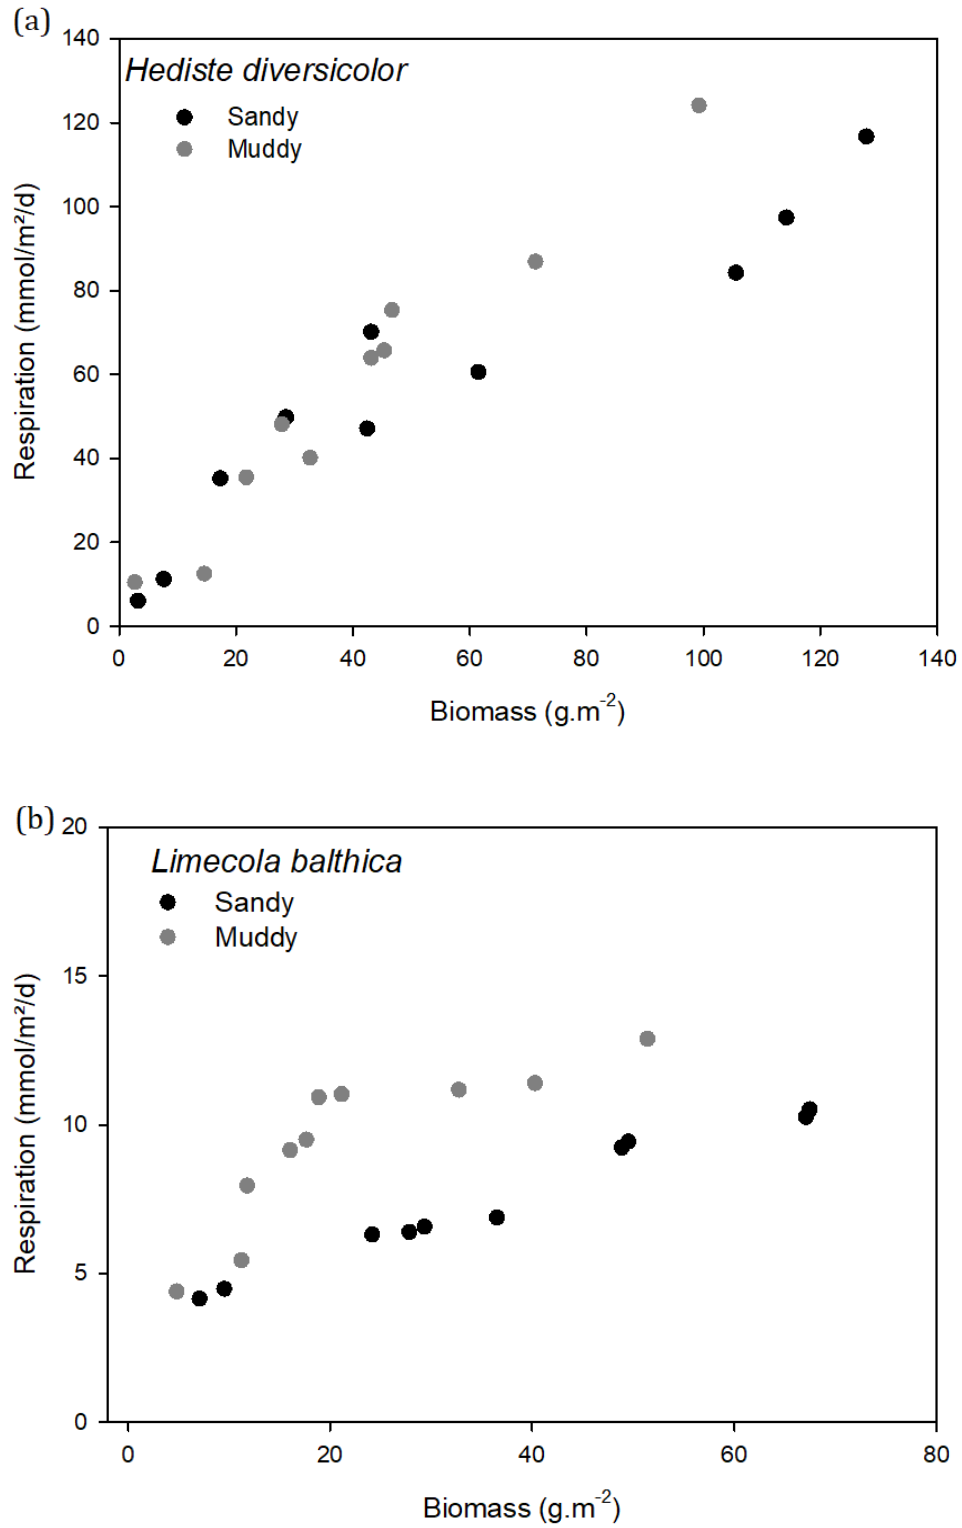 (a)
140
120
100
80
60
40
20
0
Respiration (mmol/m²/d)
Hediste diversicolor
Sandy
Muddy
0 20 40 60 80 100 120 140
Biomass (g.m⁻²)
(b)
20
15
10
5
0
Respiration (mmol/m²/d)
Limecola balthica
Sandy
Muddy
0 20 40 60 80
Biomass (g.m⁻²)